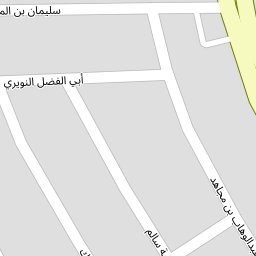 سليمان بن الم
أبي الفضل النويري
عبدالوهاب بن مجاهد
ة سالم